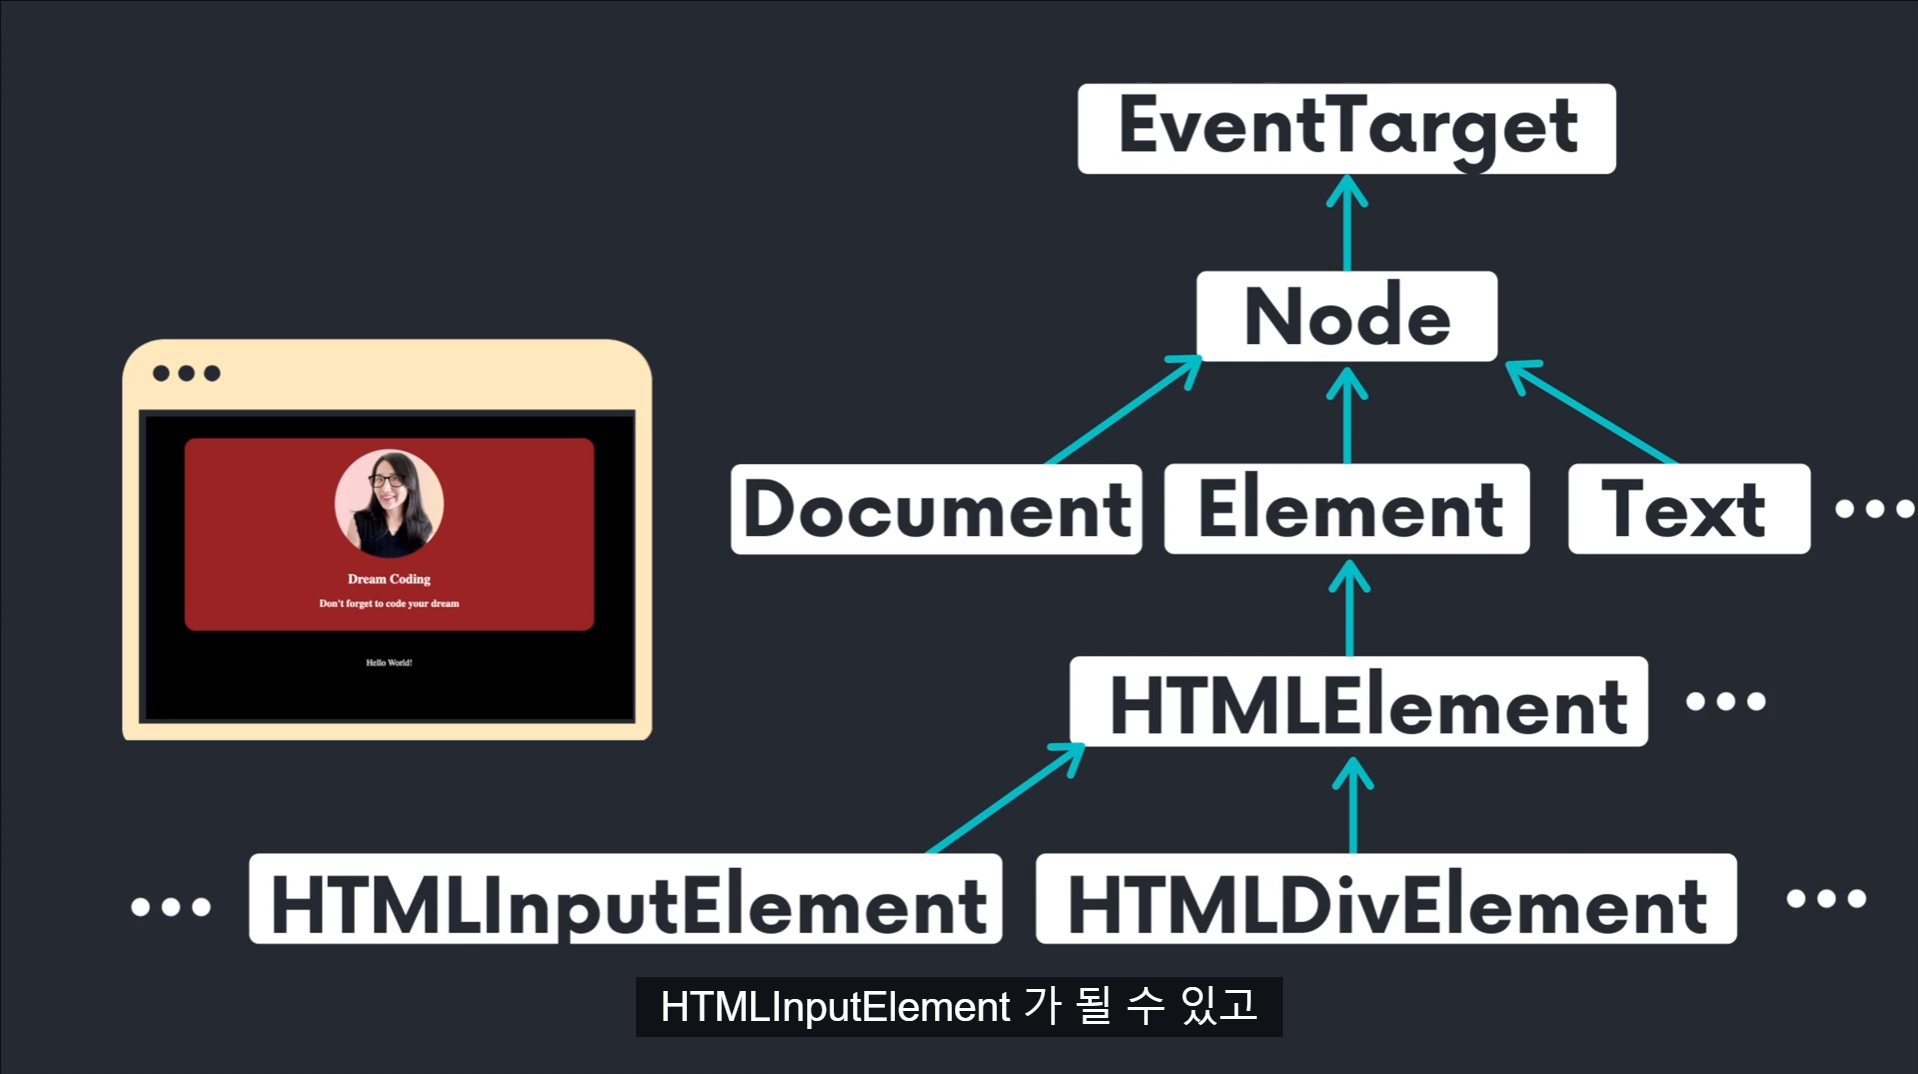 EventTarget
Node
Document
Element
Text
HTMLElement
HTMLInputElement
HTMLDivElement
Dream Coding
Don't forget to code your dream
Hello World!
HTMLInputElement 가 될 수 있고